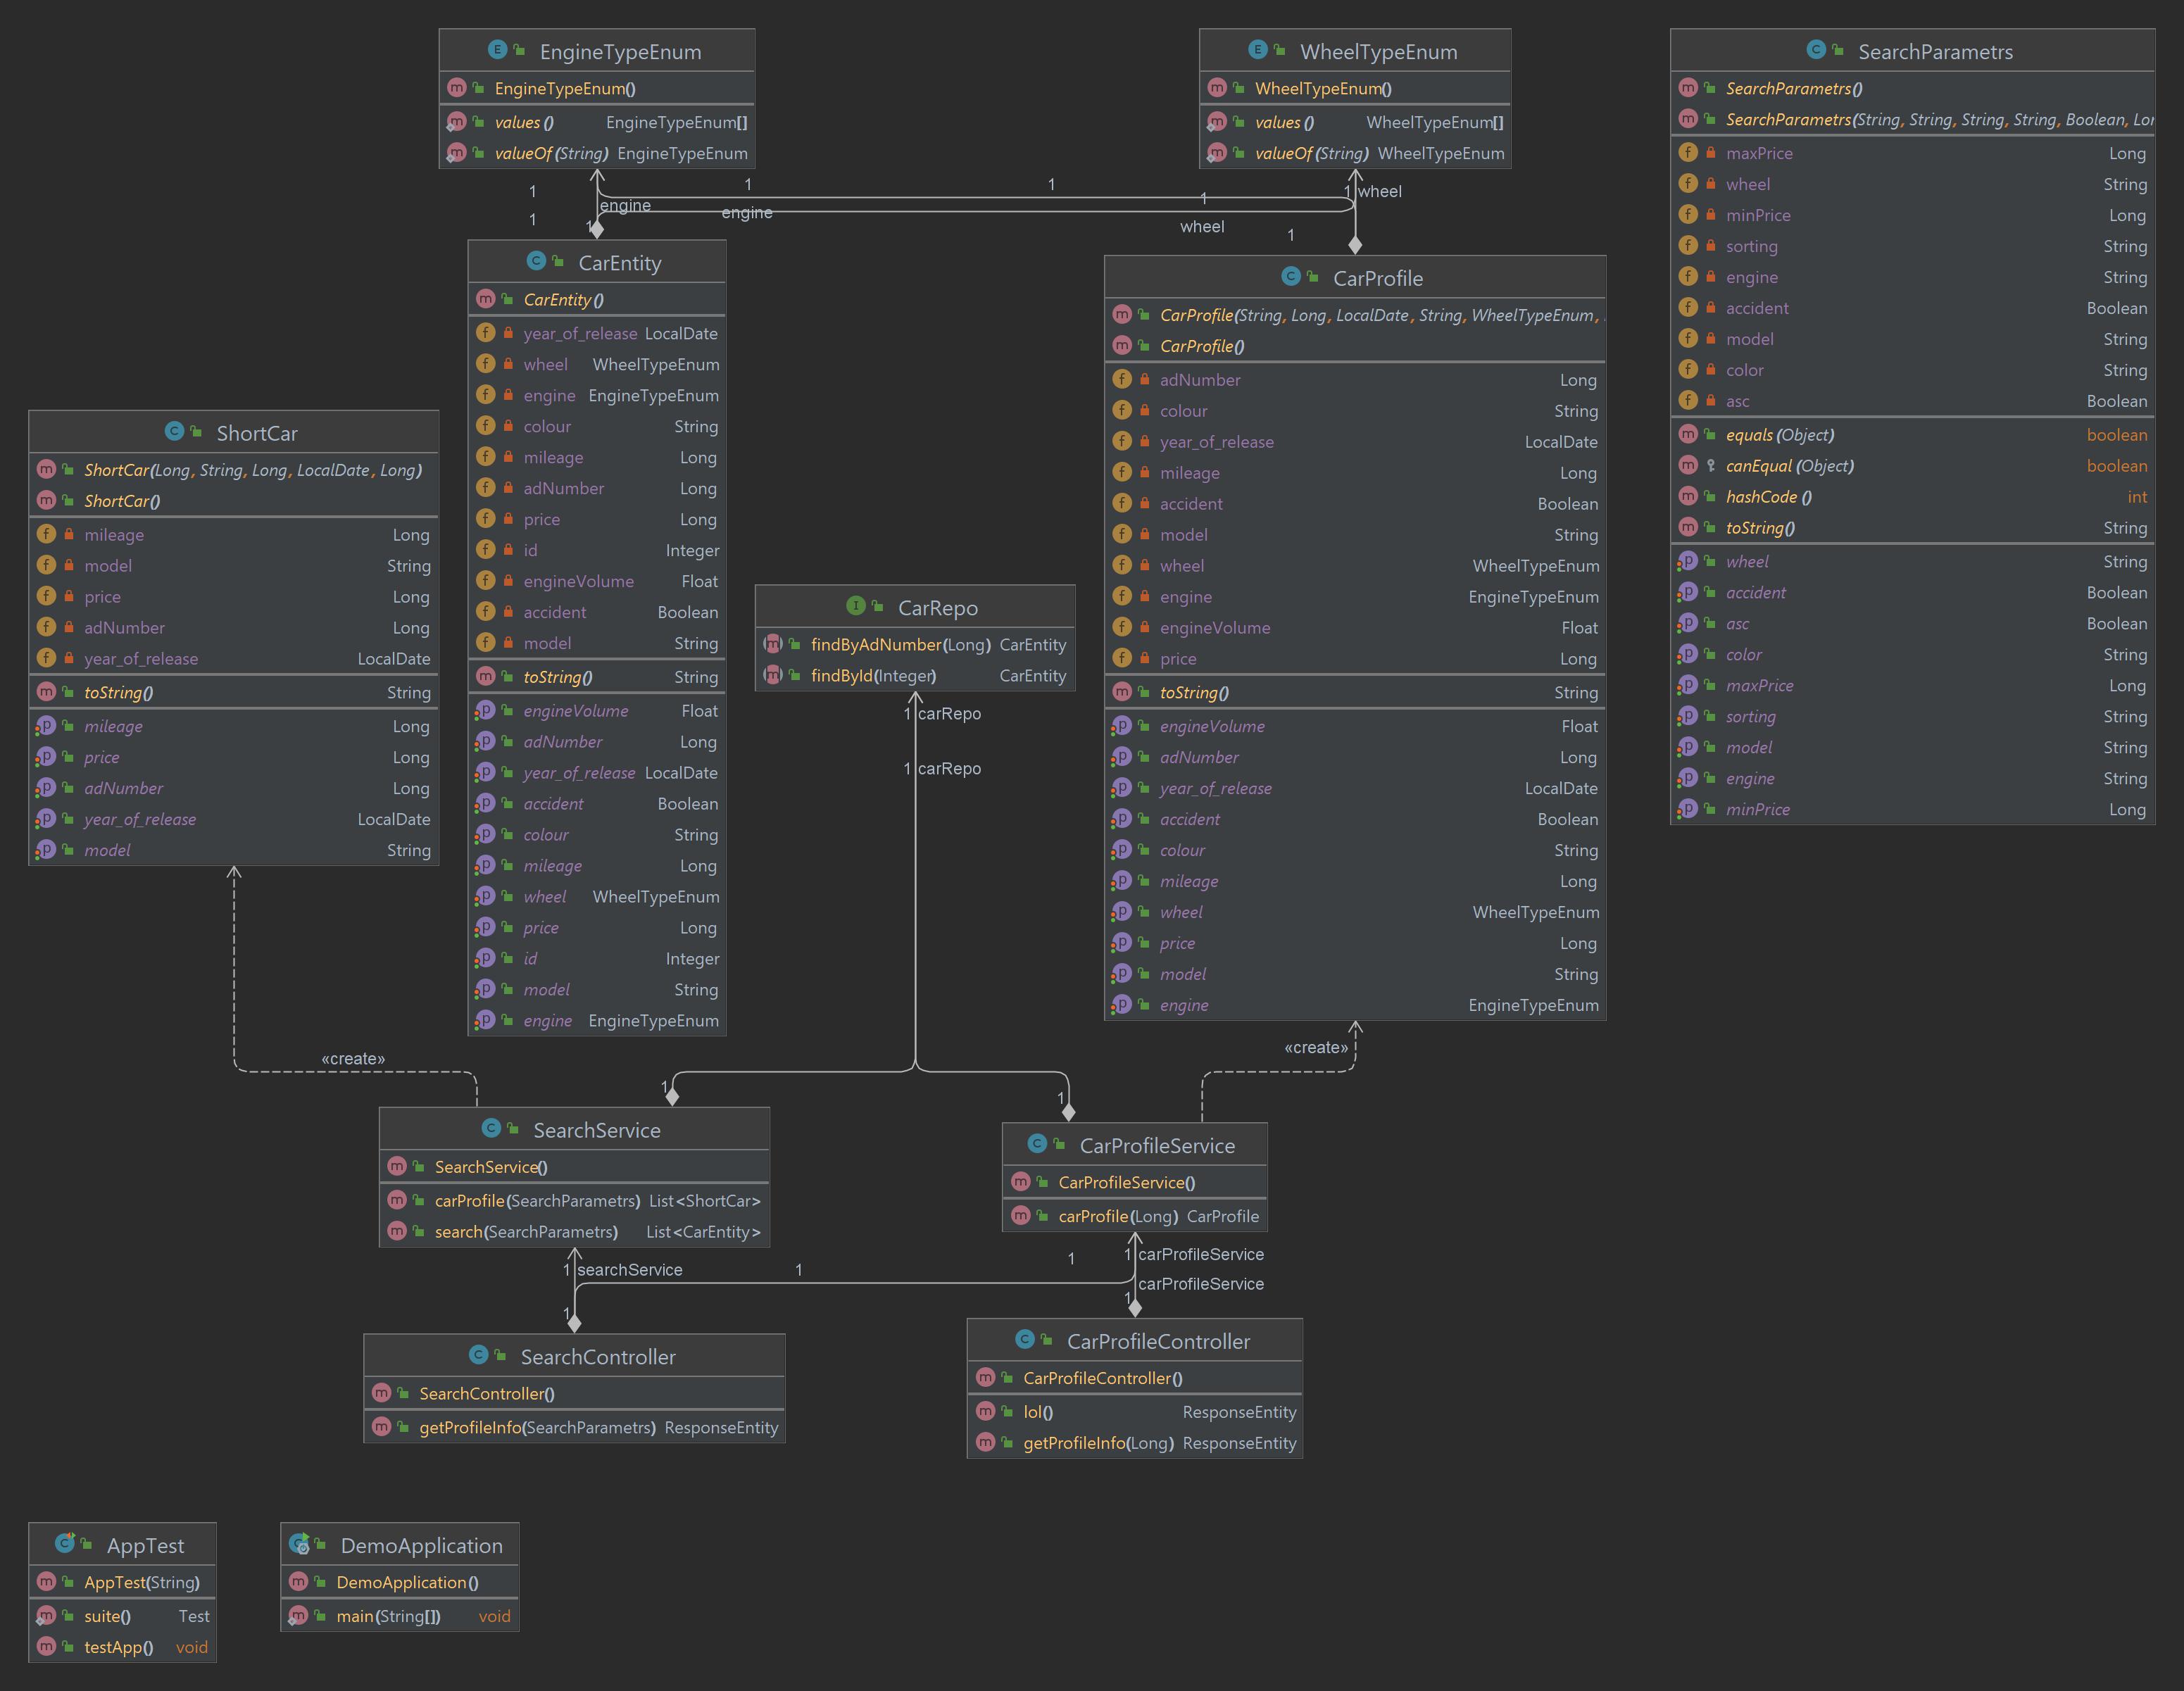 EngineTypeEnum
EngineTypeEnum()
values() EngineTypeEnum[]
valueOf(String) EngineTypeEnum
WheelTypeEnum
WheelTypeEnum()
values() WheelTypeEnum[]
valueOf(String) WheelTypeEnum
SearchParametrs
SearchParametrs()
SearchParametrs(String, String, String, String, Boolean, Lor
maxPrice Long
wheel String
minPrice Long
sorting String
engine String
accident Boolean
model String
color String
asc Boolean
equals(Object) boolean
canEqual(Object) boolean
hashCode() int
toString() String
wheel String
accident Boolean
asc Boolean
color String
maxPrice Long
sorting String
model String
engine String
minPrice Long
1 1 1 1 1 wheel
engine
1 engine wheel
1 1
CarEntity
CarEntity()
year_of_release LocalDate
wheel WheelTypeEnum
engine EngineTypeEnum
colour String
mileage Long
adNumber Long
price Long
id Integer
engineVolume Float
accident Boolean
model String
toString() String
engineVolume Float
adNumber Long
year_of_release LocalDate
accident Boolean
colour String
mileage Long
wheel WheelTypeEnum
price Long
id Integer
model String
engine EngineTypeEnum
CarProfile
CarProfile(String, Long, LocalDate, String, WheelTypeEnum, 
CarProfile()
adNumber Long
colour String
year_of_release LocalDate
mileage Long
accident Boolean
model String
wheel WheelTypeEnum
engine EngineTypeEnum
engineVolume Float
price Long
toString() String
engineVolume Float
adNumber Long
year_of_release LocalDate
accident Boolean
colour String
mileage Long
wheel WheelTypeEnum
price Long
model String
engine EngineTypeEnum
ShortCar
ShortCar(Long, String, Long, LocalDate, Long)
ShortCar()
mileage Long
model String
price Long
adNumber Long
year_of_release LocalDate
toString() String
mileage Long
price Long
adNumber Long
year_of_release LocalDate
model String
CarRepo
findByAdNumber(Long) CarEntity
findById(Integer) CarEntity
1 carRepo
1 carRepo
«create»
«create»
1
1
SearchService
SearchService()
carProfile(SearchParametrs) List<ShortCar>
search(SearchParametrs) List<CarEntity>
CarProfileService
CarProfileService()
carProfile(Long) CarProfile
1 searchService 1
1 1 carProfileService
carProfileService
1
1
SearchController
SearchController()
getProfileInfo(SearchParametrs) ResponseEntity
CarProfileController
CarProfileController()
lol() ResponseEntity
getProfileInfo(Long) ResponseEntity
AppTest
AppTest(String)
suite() Test
testApp() void
DemoApplication
DemoApplication()
main(String[]) void